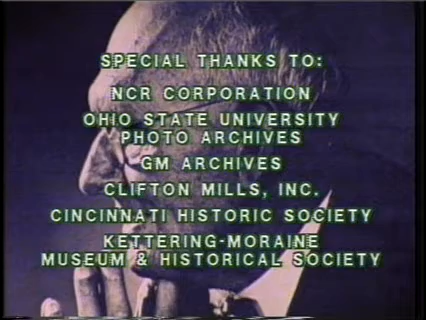 SPECIAL THANKS TO:
NCR CORPORATION
OHIO STATE UNIVERSITY
PHOTO ARCHIVES
GM ARCHIVES
CLIFTON MILLS, INC.
CINCINNATI HISTORIC SOCIETY
KETTERING-MORAINE
MUSEUM & HISTORICAL SOCIETY